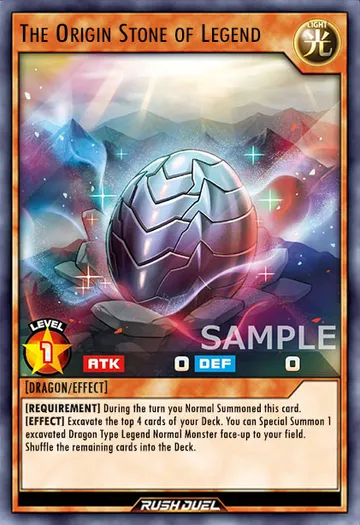 THE ORIGIN STONE OF LEGEND
LIGHT
光
SAMPLE
LEVEL
1
ATK 0 DEF 0
[DRAGON/EFFECT]
[REQUIREMENT] During the turn you Normal Summoned this card.
[EFFECT] Excavate the top 4 cards of your Deck. You can Special Summon 1
excavated Dragon Type Legend Normal Monster face-up to your field.
Shuffle the remaining cards into the Deck.
RUSH DUEL